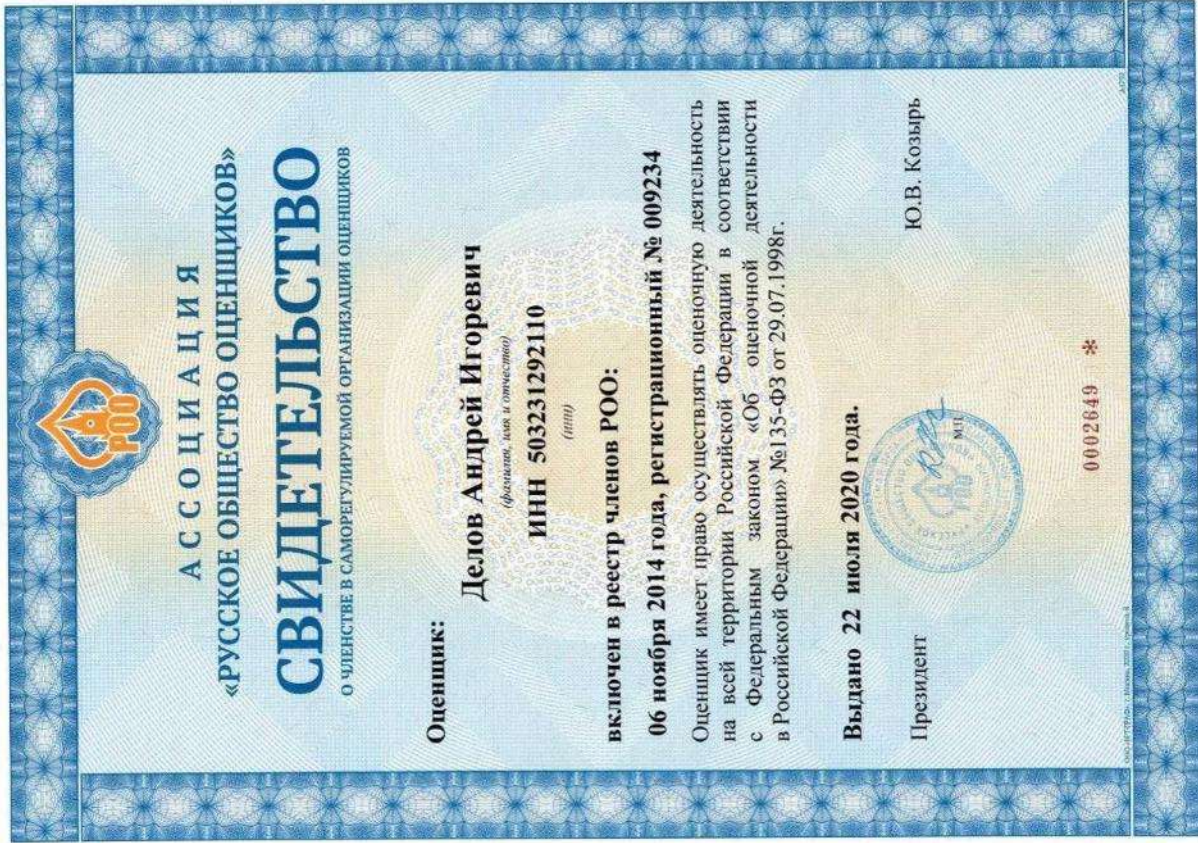 РОО
АССОЦИАЦИЯ
«РУССКОЕ ОБЩЕСТВО ОЦЕНЩИКОВ»
СВИДЕТЕЛЬСТВО
О ЧЛЕНСТВЕ В САМОРЕГУЛИРУЕМОЙ ОРГАНИЗАЦИИ ОЦЕНЩИКОВ
Оценщик:
Делов Андрей Игоревич
(фамилия, имя и отчество)
ИНН 503231292110
(инн)
включен в реестр членов РОО:
06 ноября 2014 года, регистрационный № 009234
Оценщик имеет право осуществлять оценочную деятельность
на всей территории Российской Федерации в соответствии
с Федеральным законом «Об оценочной деятельности
в Российской Федерации» №135-ФЗ от 29.07.1998г.
Выдано 22 июля 2020 года.
Президент
МП
Ю.В. Козырь
0002649 *